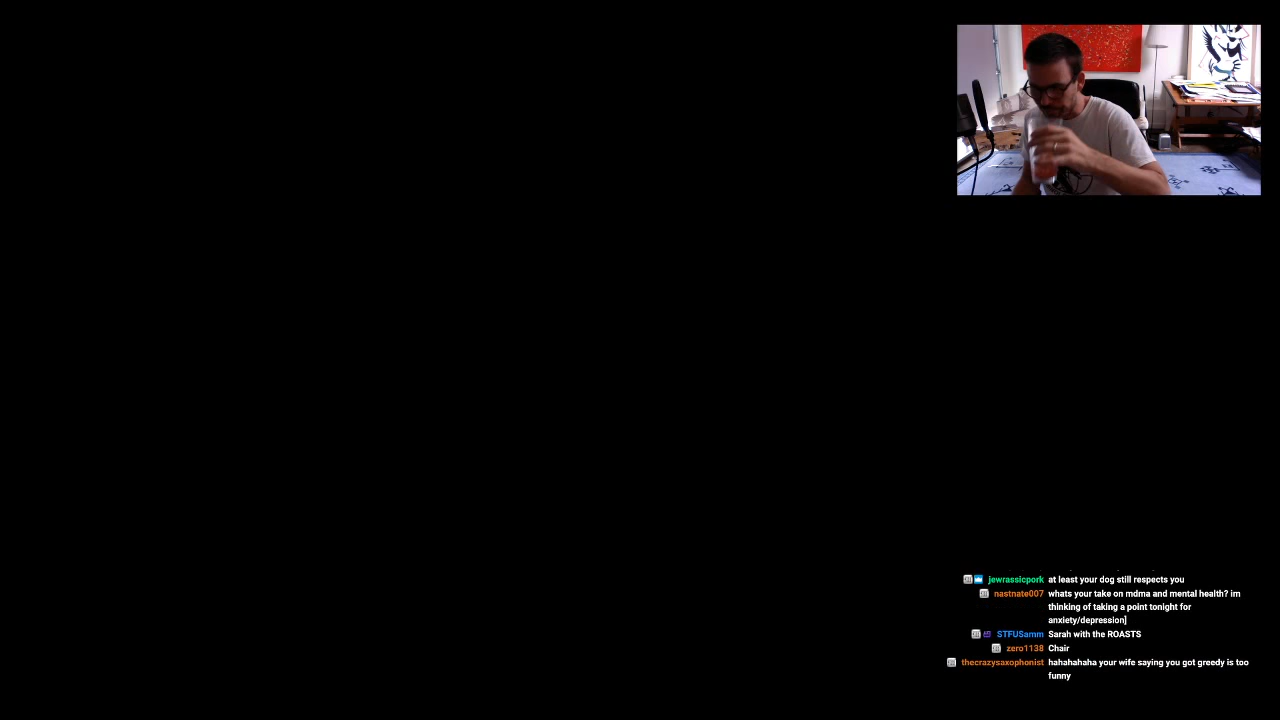 jewrassicpork at least your dog still respects you
nastnate007 whats your take on mdma and mental health? im
thinking of taking a point tonight for
anxiety/depression]
STFUSamm Sarah with the ROASTS
zero1138 Chair
thecrazysaxophonist hahahahaha your wife saying you got greedy is too
funny